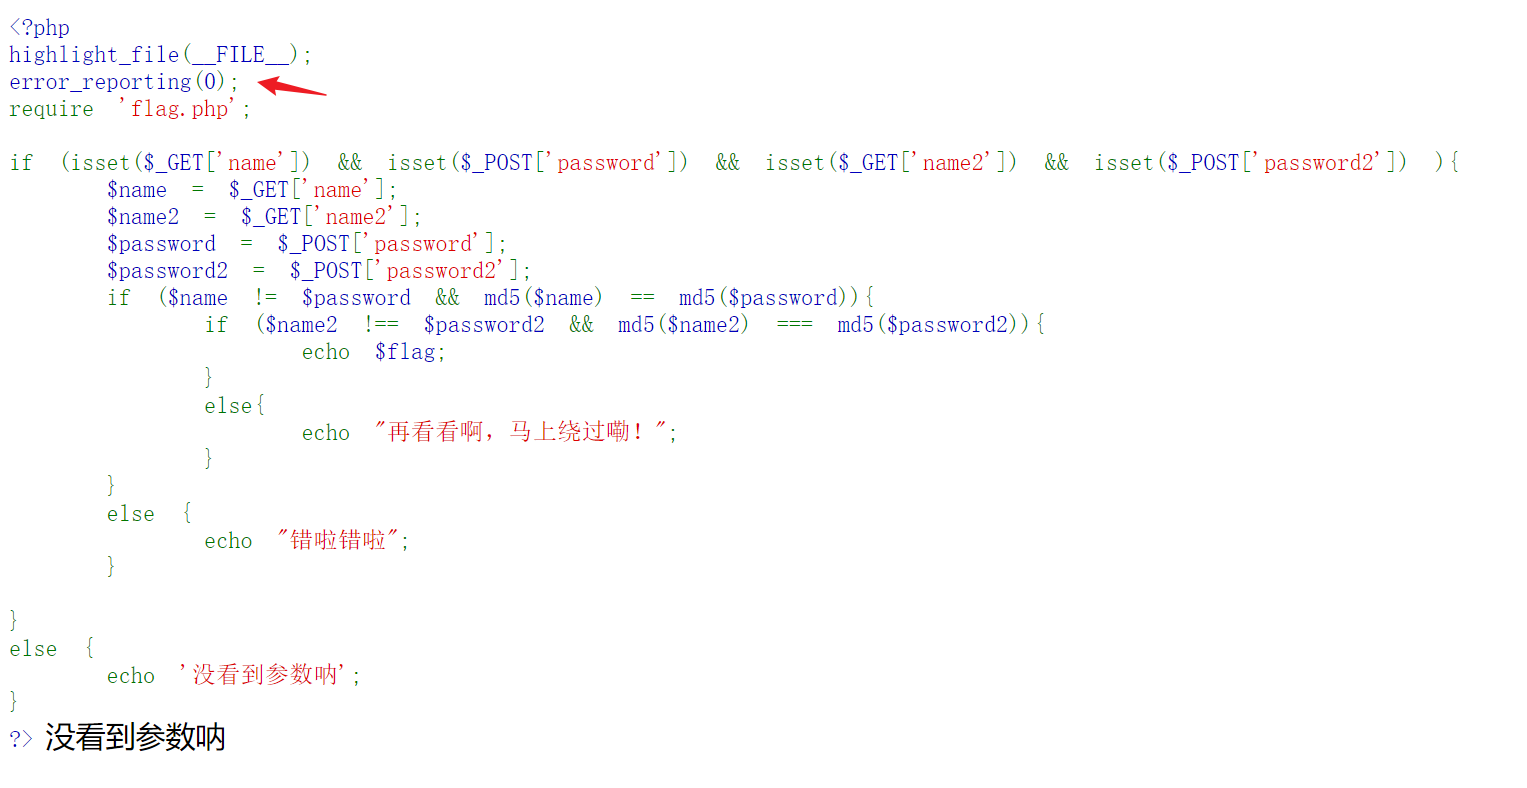 <?php
highlight_file(__FILE__);
error_reporting(0);
require 'flag.php';
if (isset($_GET['name']) && isset($_POST['password']) && isset($_GET['name2']) && isset($_POST['password2']) ){
$name = $_GET['name'];
$name2 = $_GET['name2'];
$password = $_POST['password'];
$password2 = $_POST['password2'];
if ($name != $password && md5($name) == md5($password)){
if ($name2 !== $password2 && md5($name2) === md5($password2)){
echo $flag;
}
else{
echo "再看看啊，马上绕过嘞！";
}
}
else {
echo "错啦错啦";
}
}
else {
echo '没看到参数呐';
}
?> 没看到参数呐